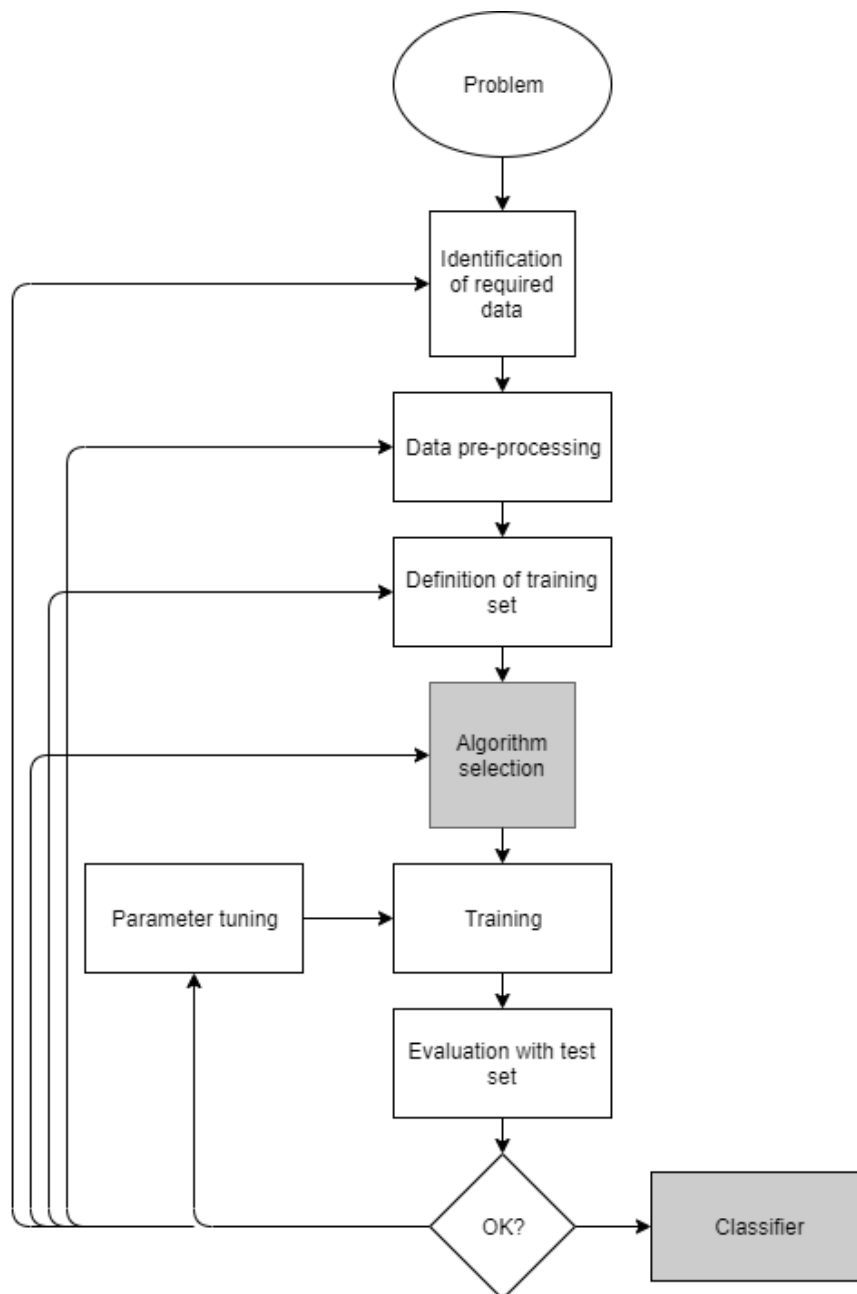 Problem
Identification
of required
data
Data pre-processing
Definition of training
set
Algorithm
selection
Parameter tuning
Training
Evaluation with test
set
OK?
Classifier